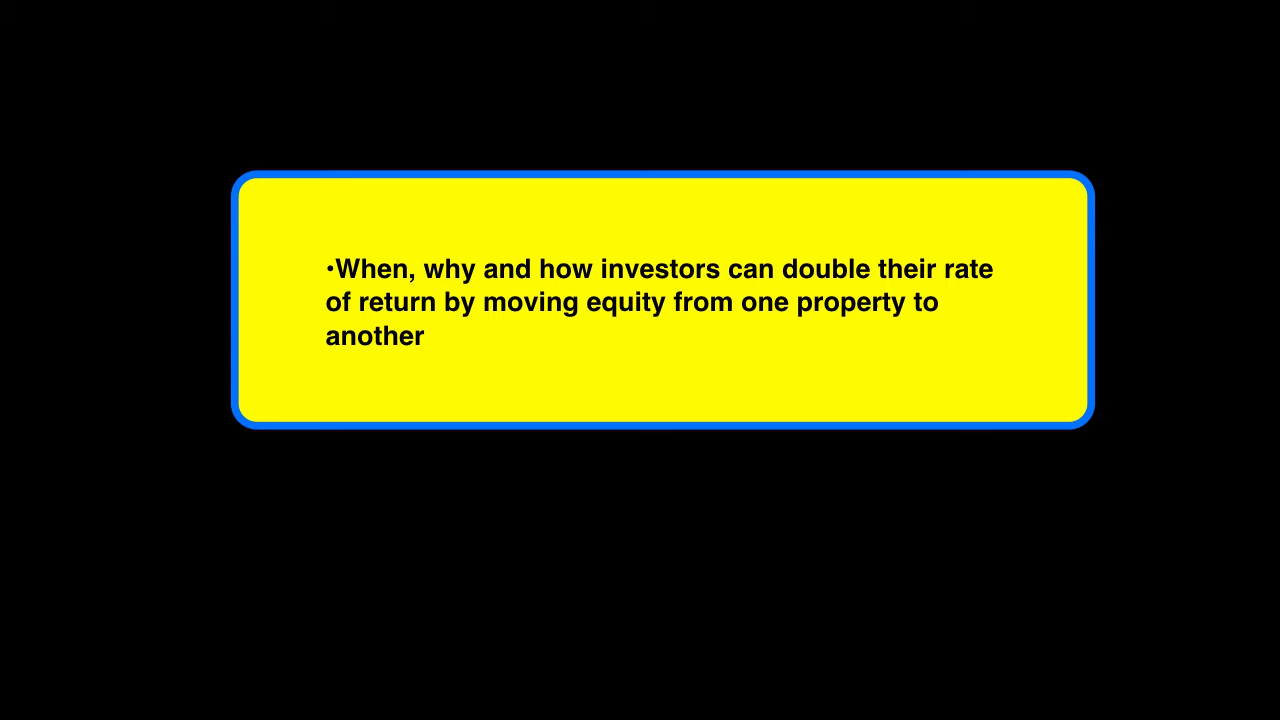 •When, why and how investors can double their rate
of return by moving equity from one property to
another